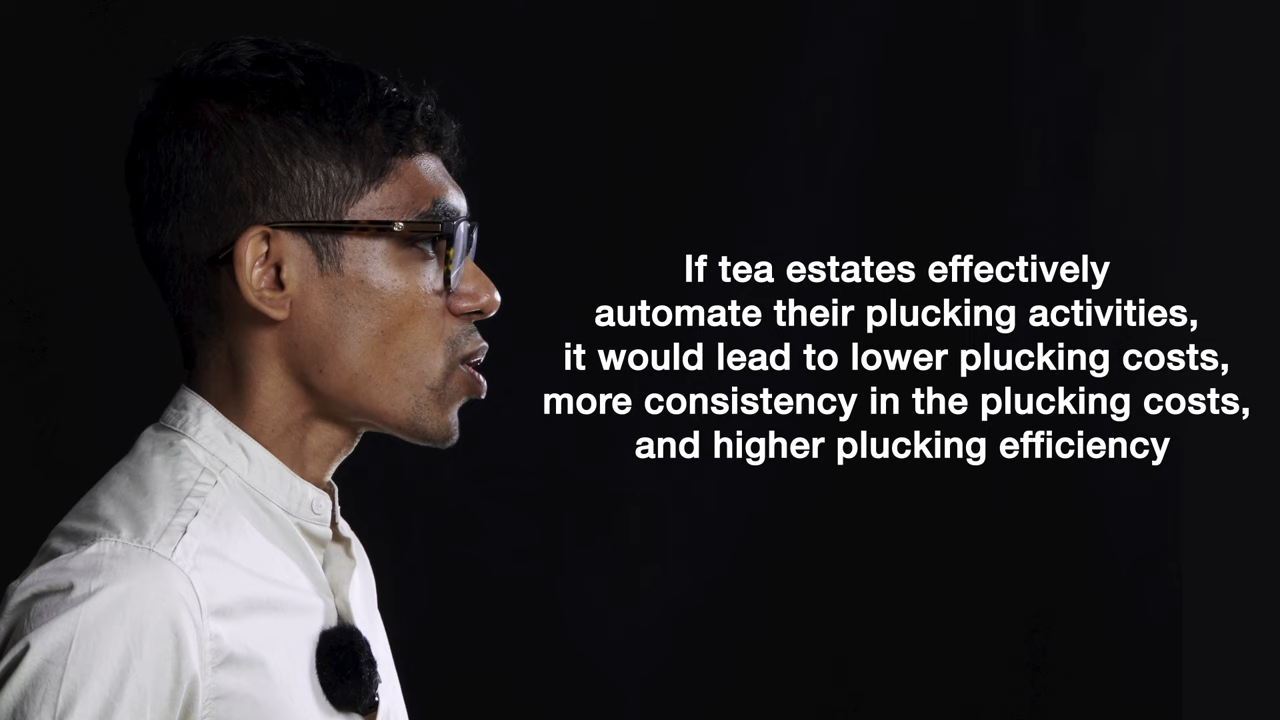 If tea estates effectively
automate their plucking activities,
it would lead to lower plucking costs,
more consistency in the plucking costs,
and higher plucking efficiency